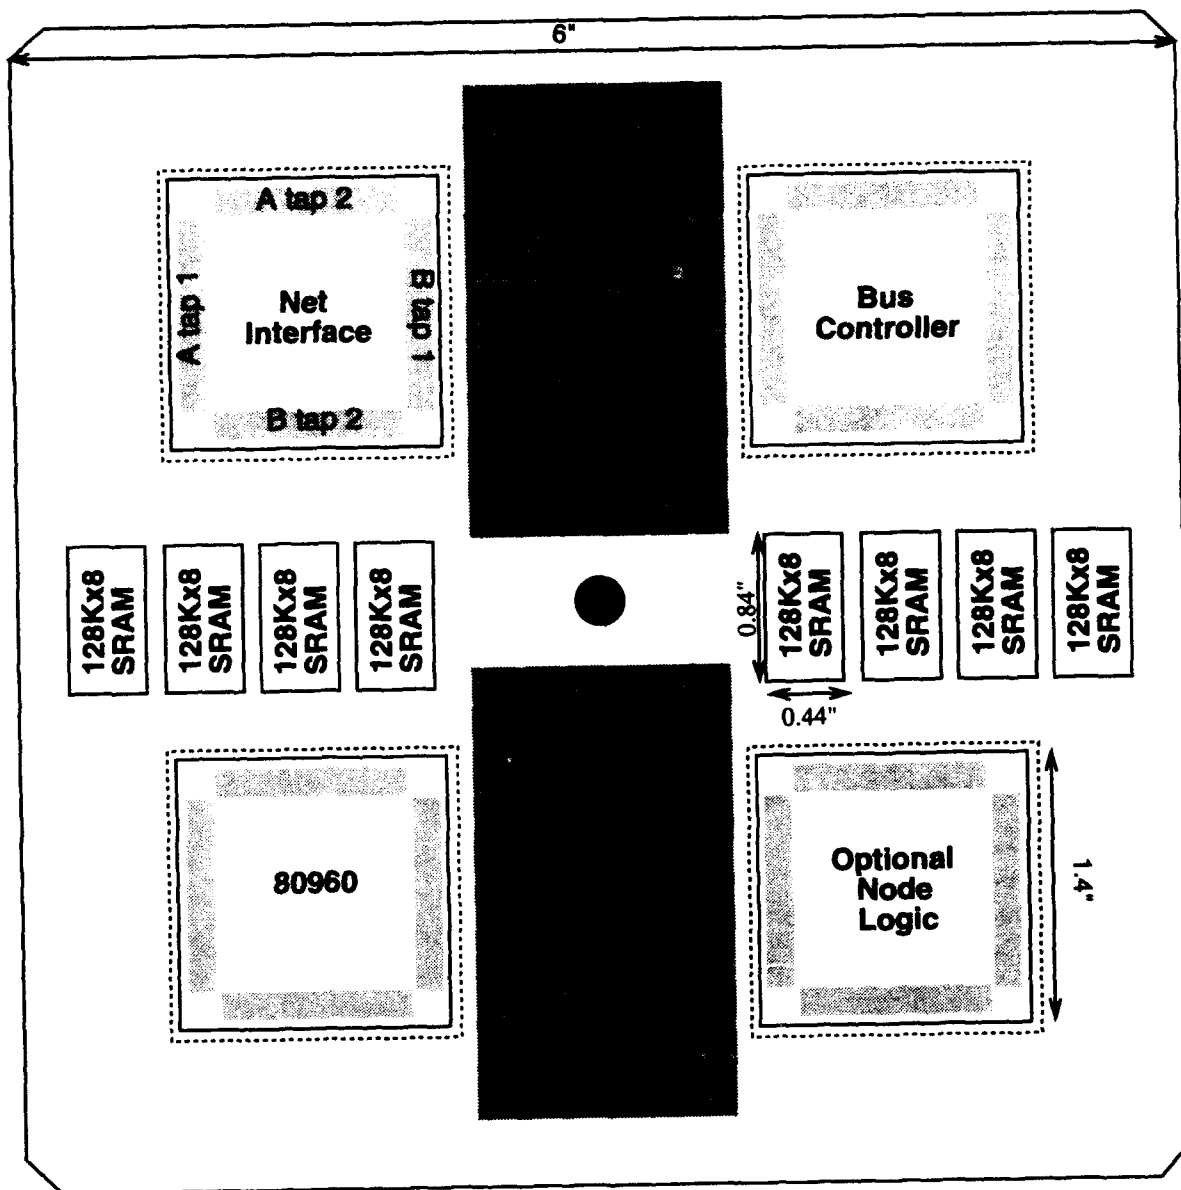 6"
A tap 2
A tap 1
Net
Interface
B tap 1
B tap 2
Bus
Controller
128Kx8
SRAM
128Kx8
SRAM
128Kx8
SRAM
128Kx8
SRAM
0.84"
128Kx8
SRAM
128Kx8
SRAM
128Kx8
SRAM
128Kx8
SRAM
0.44"
80960
Optional
Node
Logic
1.4"